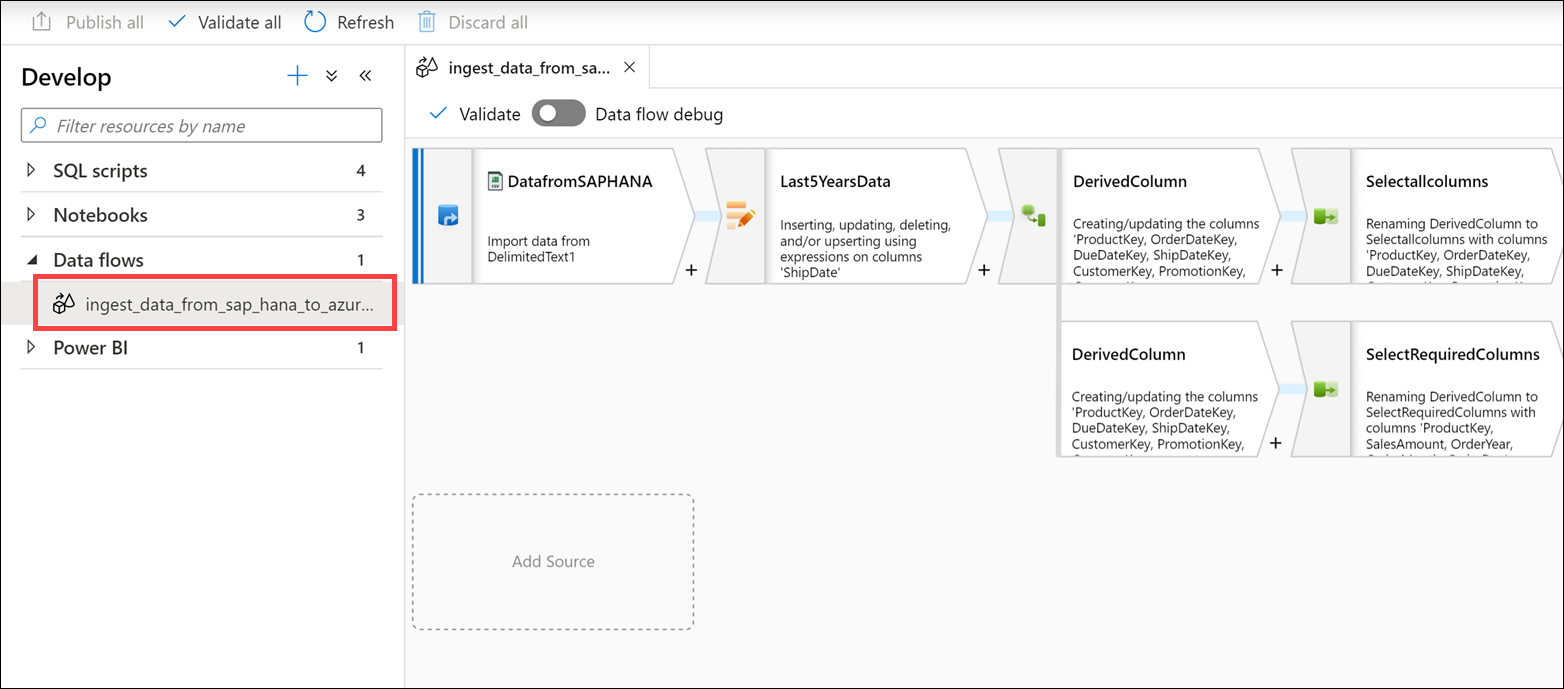 Publish all
Validate all
Refresh
Discard all
Develop
Filter resources by name
SQL scripts 4
Notebooks 3
Data flows 1
ingest_data_from_sap_hana_to_azur...
Power BI 1
ingest_data_from_sa...
Validate
Data flow debug
CSV
DatafromSAPHANA
Import data from
DelimitedText1
+
Last5YearsData
Inserting, updating, deleting,
and/or upserting using
expressions on columns
'ShipDate'
+
DerivedColumn
Creating/updating the columns
'ProductKey, OrderDateKey,
DueDateKey, ShipDateKey,
CustomerKey, PromotionKey,
+
Selectallcolumns
Renaming DerivedColumn to
Selectallcolumns with columns
'ProductKey, OrderDateKey,
DueDateKey, ShipDateKey,
DerivedColumn
Creating/updating the columns
'ProductKey, OrderDateKey,
DueDateKey, ShipDateKey,
CustomerKey, PromotionKey,
+
SelectRequiredColumns
Renaming DerivedColumn to
SelectRequiredColumns with
columns 'ProductKey,
SalesAmount, OrderYear,
Add Source